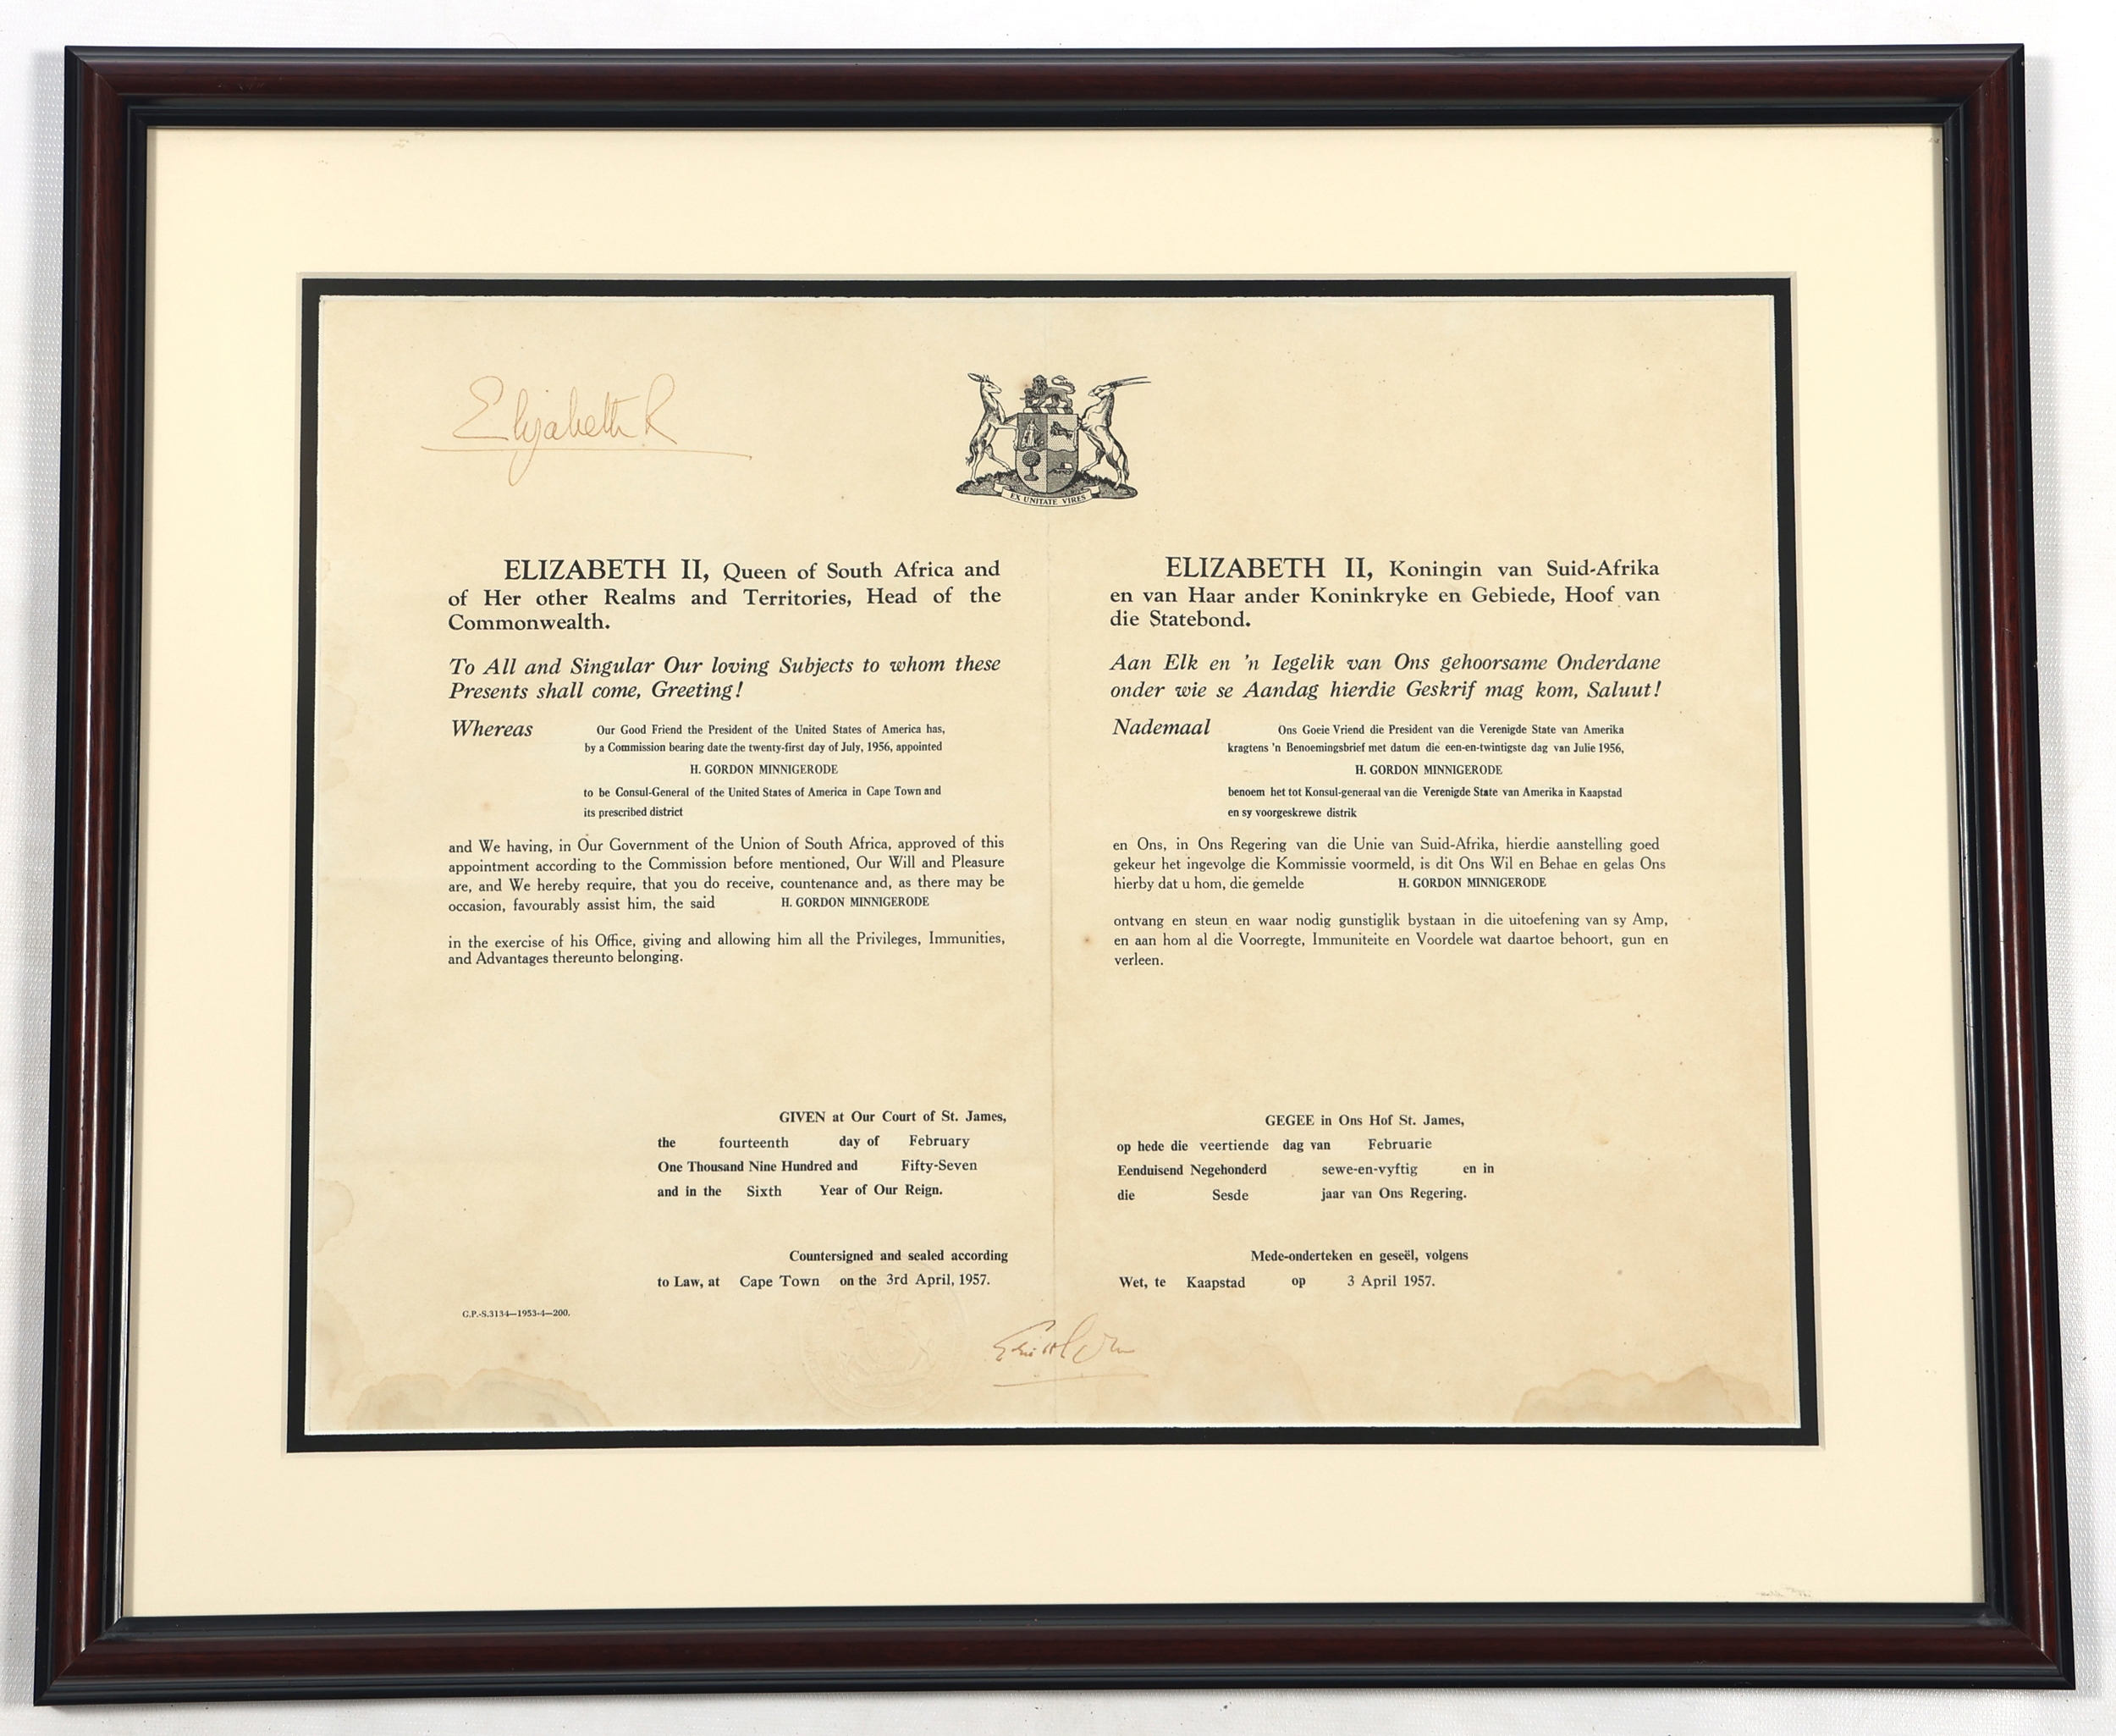 Elizabeth R
EX UNITATE VIRES
ELIZABETH II, Queen of South Africa and
of Her other Realms and Territories, Head of the
Commonwealth.
To All and Singular Our loving Subjects to whom these
Presents shall come, Greeting!
Whereas Our Good Friend the President of the United States of America has,
by a Commission bearing date the twenty-first day of July, 1956, appointed
H. GORDON MINNIGERODE
to be Consul-General of the United States of America in Cape Town and
its prescribed district
and We having, in Our Government of the Union of South Africa, approved of this
appointment according to the Commission before mentioned, Our Will and Pleasure
are, and We hereby require, that you do receive, countenance and, as there may be
occasion, favourably assist him, the said H. GORDON MINNIGERODE
in the exercise of his Office, giving and allowing him all the Privileges, Immunities,
and Advantages thereunto belonging.
GIVEN at Our Court of St. James,
the fourteenth day of February
One Thousand Nine Hundred and Fifty-Seven
and in the Sixth Year of Our Reign.
Countersigned and sealed according
to Law, at Cape Town on the 3rd April, 1957.
G.P.-S.3134—1953-4—200.
ELIZABETH II, Koningin van Suid-Afrika
en van Haar ander Koninkryke en Gebiede, Hoof van
die Statebond.
Aan Elk en 'n Iegelik van Ons gehoorsame Onderdane
onder wie se Aandag hierdie Geskrif mag kom, Saluut!
Nademaal Ons Goeie Vriend die President van die Verenigde State van Amerika
kragtens 'n Benoemingsbrief met datum die een-en-twintigste dag van Julie 1956,
H. GORDON MINNIGERODE
benoem het tot Konsul-generaal van die Verenigde State van Amerika in Kaapstad
en sy voorgeskrewe distrik
en Ons, in Ons Regering van die Unie van Suid-Afrika, hierdie aanstelling goed
gekeur het ingevolge die Kommissie voormeld, is dit Ons Wil en Behae en gelas Ons
hierby dat u hom, die gemelde H. GORDON MINNIGERODE
ontvang en steun en waar nodig gunstiglik bystaan in die uitoefening van sy Amp,
en aan hom al die Voorregte, Immuniteite en Voordele wat daartoe behoort, gun en
verleen.
GEGEE in Ons Hof St. James,
op hede die veertiende dag van Februarie
Eenduisend Negehonderd sewe-en-vyftig en in
die Sesde jaar van Ons Regering.
Mede-onderteken en geseël, volgens
Wet, te Kaapstad op 3 April 1957.